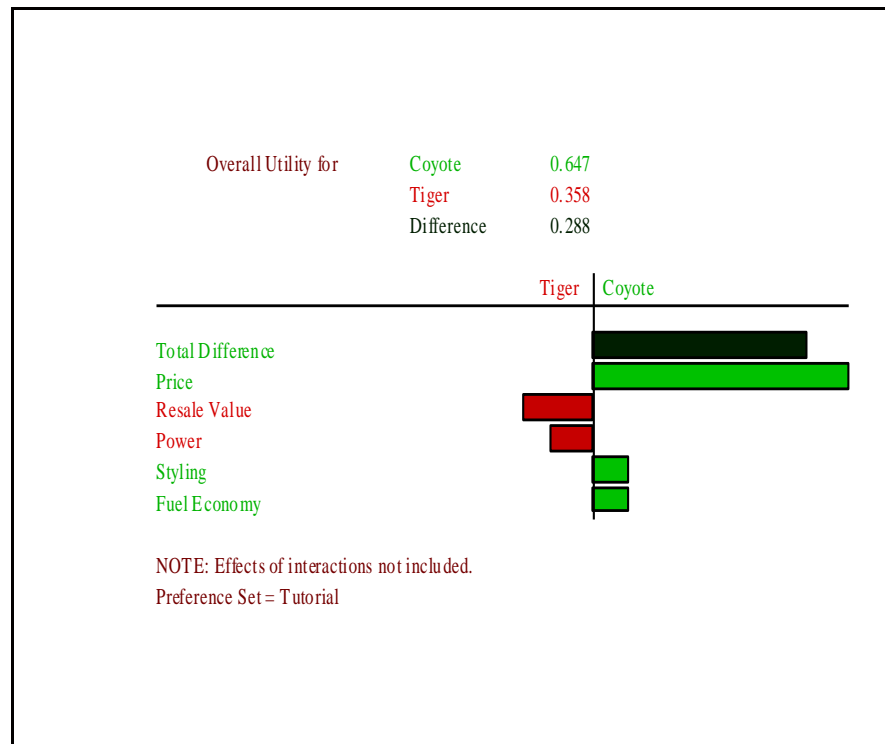 Overall Utility for Coyote 0.647
Tiger 0.358
Difference 0.288
Tiger Coyote
Total Difference
Price
Resale Value
Power
Styling
Fuel Economy
NOTE: Effects of interactions not included.
Preference Set = Tutorial